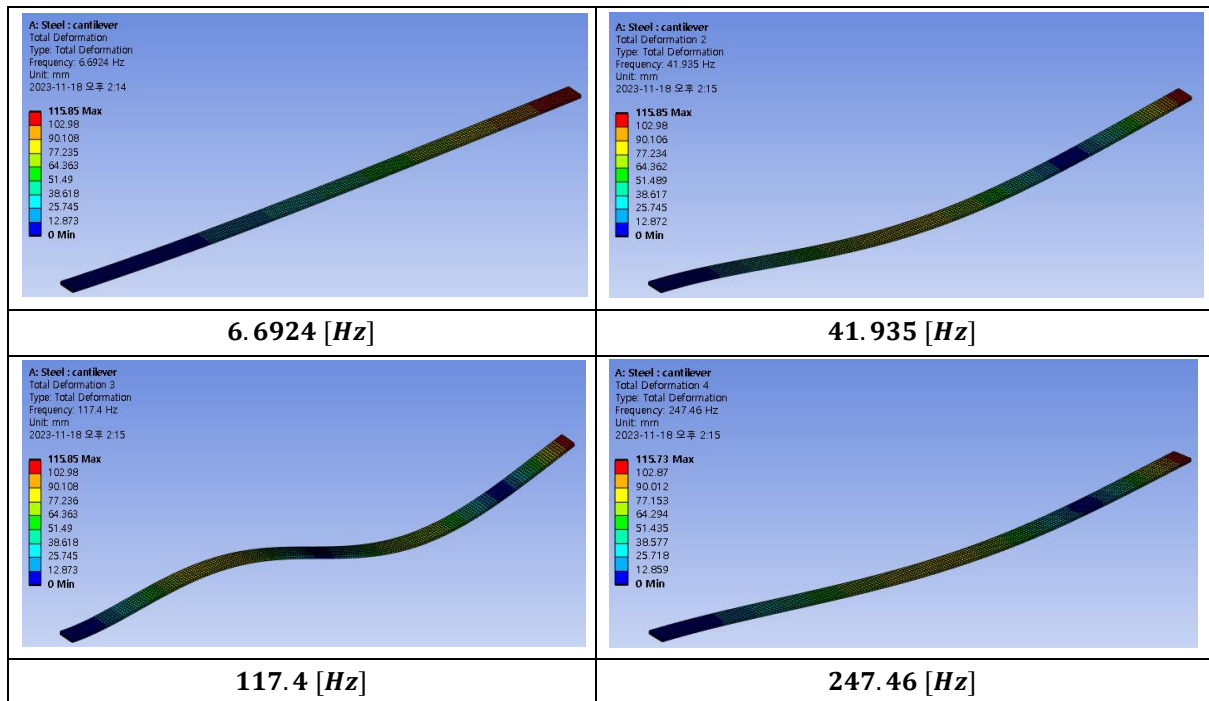 A: Steel : cantilever
Total Deformation
Type: Total Deformation
Frequency: 6.6924 Hz
Unit: mm
2023-11-18 오후 2:14
115.85 Max
102.98
90.108
77.235
64.363
51.49
38.618
25.745
12.873
0 Min
6.6924 [Hz]
A: Steel : cantilever
Total Deformation 2
Type: Total Deformation
Frequency: 41.935 Hz
Unit: mm
2023-11-18 오후 2:15
115.85 Max
102.98
90.106
77.234
64.362
51.489
38.617
25.745
12.872
0 Min
41.935 [Hz]
A: Steel : cantilever
Total Deformation 3
Type: Total Deformation
Frequency: 117.4 Hz
Unit: mm
2023-11-18 오후 2:15
115.85 Max
102.98
90.108
77.236
64.363
51.49
38.618
25.745
12.873
0 Min
117.4 [Hz]
A: Steel : cantilever
Total Deformation 4
Type: Total Deformation
Frequency: 247.46 Hz
Unit: mm
2023-11-18 오후 2:15
115.73 Max
102.87
90.012
77.153
64.294
51.435
38.577
25.718
12.859
0 Min
247.46 [Hz]